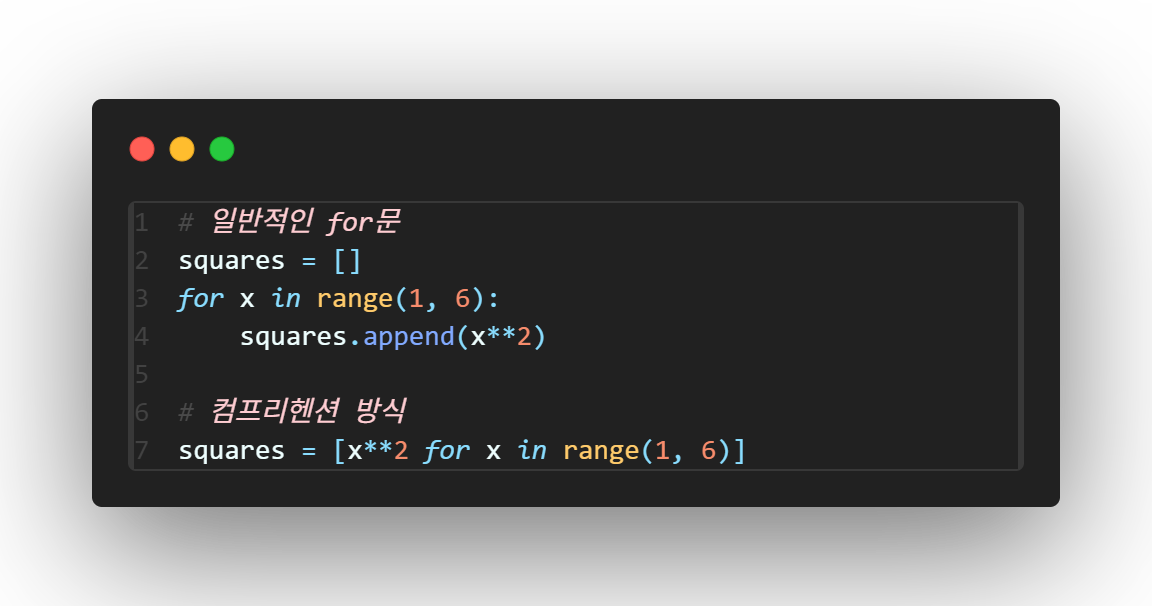 1 # 일반적인 for문
2 squares = []
3 for x in range(1, 6):
4     squares.append(x**2)
5
6 # 컴프리헨션 방식
7 squares = [x**2 for x in range(1, 6)]